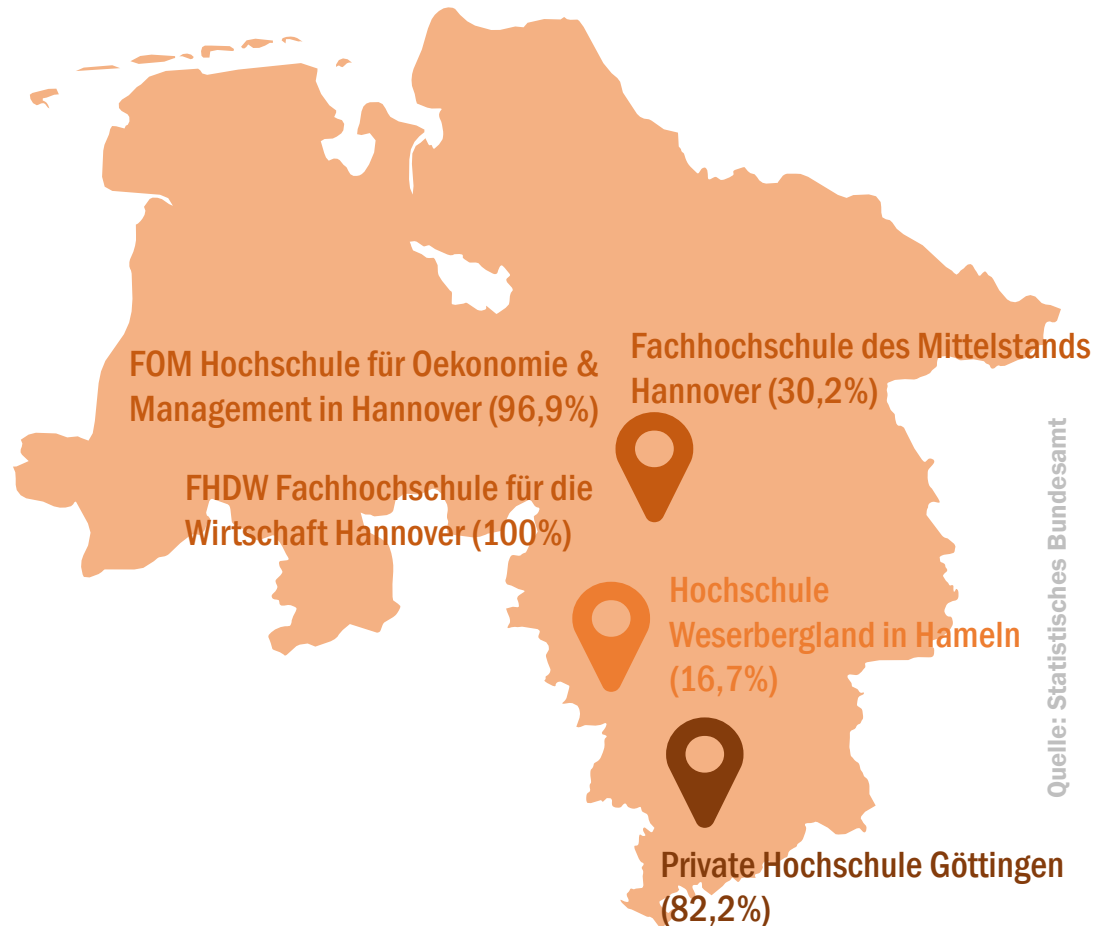 FOM Hochschule für Oekonomie &
Management in Hannover (96,9%)
Fachhochschule des Mittelstands
Hannover (30,2%)
FHDW Fachhochschule für die
Wirtschaft Hannover (100%)
Hochschule
Weserbergland in Hameln
(16,7%)
Private Hochschule Göttingen
(82,2%)
Quelle: Statistisches Bundesamt